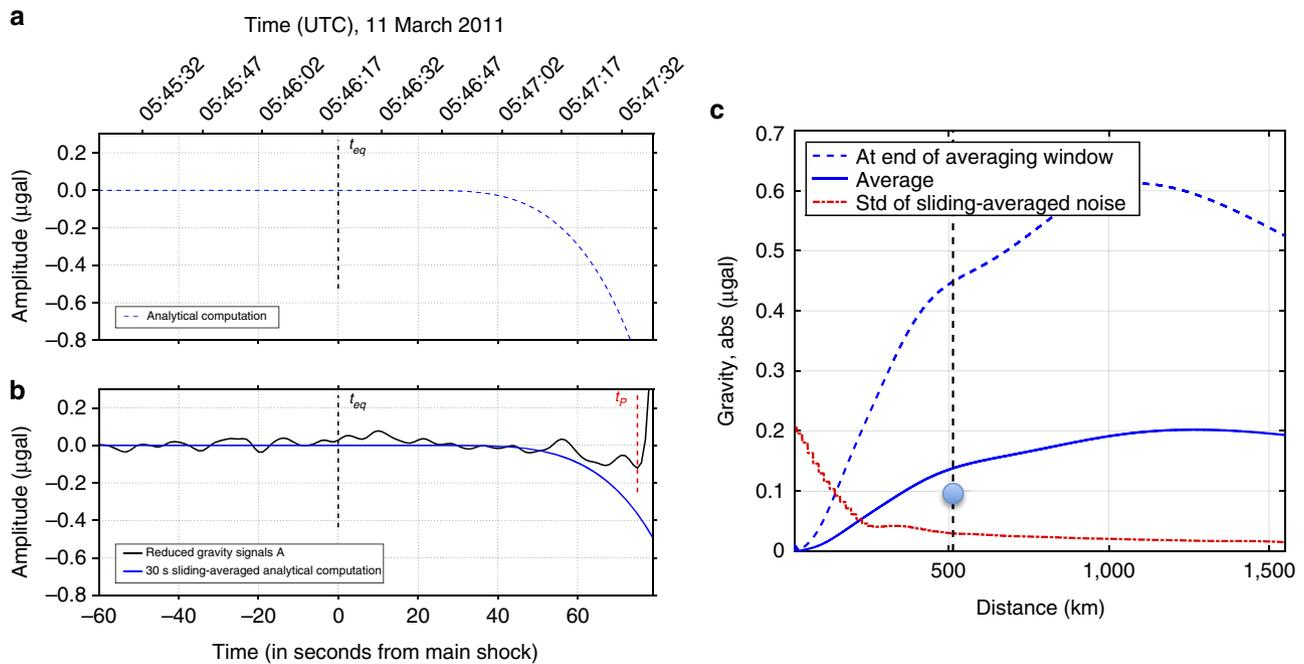 a
Time (UTC), 11 March 2011
05:45:32
05:45:47
05:46:02
05:46:17
05:46:32
05:46:47
05:47:02
05:47:17
05:47:32
Amplitude (μgal)
0.2
0.0
–0.2
–0.4
–0.6
–0.8
t_eq
Analytical computation
b
Amplitude (μgal)
0.2
0.0
–0.2
–0.4
–0.6
–0.8
t_eq
t_P
Reduced gravity signals A
30 s sliding-averaged analytical computation
–60 –40 –20 0 20 40 60
Time (in seconds from main shock)
c
Gravity, abs (μgal)
0.7
0.6
0.5
0.4
0.3
0.2
0.1
0
At end of averaging window
Average
Std of sliding-averaged noise
500 1,000 1,500
Distance (km)